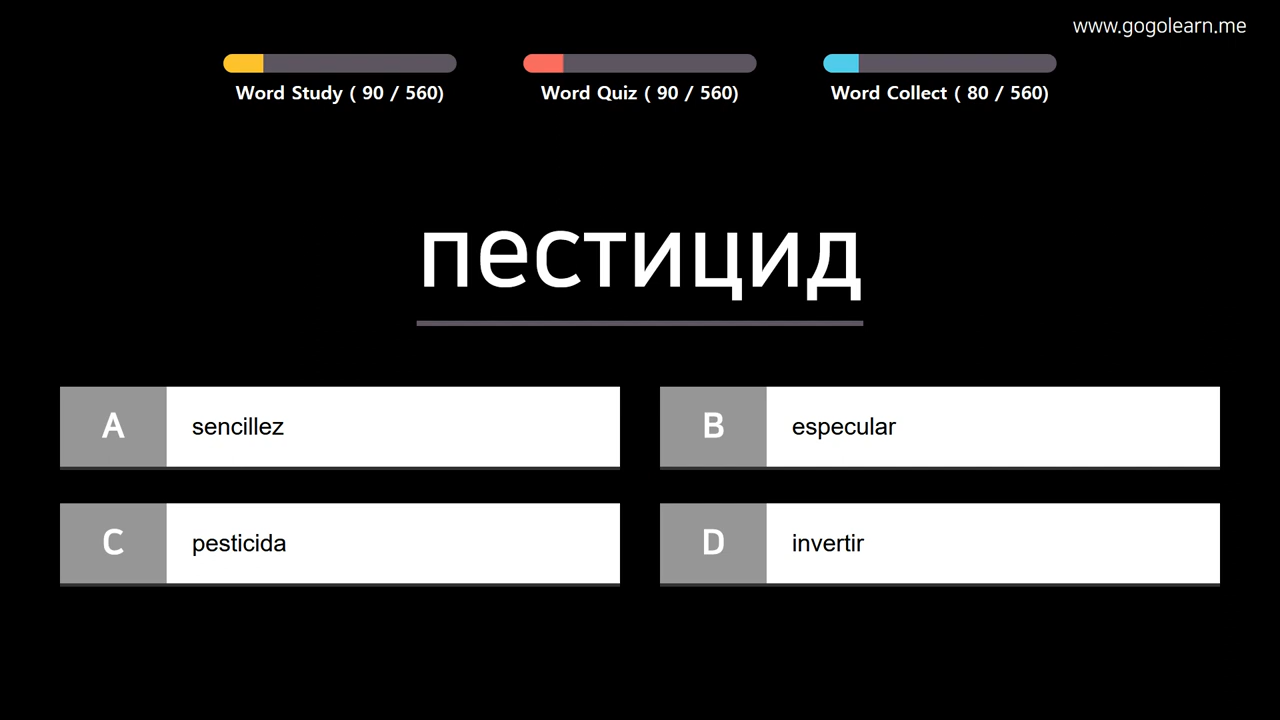 www.gogolearn.me
Word Study ( 90 / 560)
Word Quiz ( 90 / 560)
Word Collect ( 80 / 560)
пестицид
A sencillez
B especular
C pesticida
D invertir